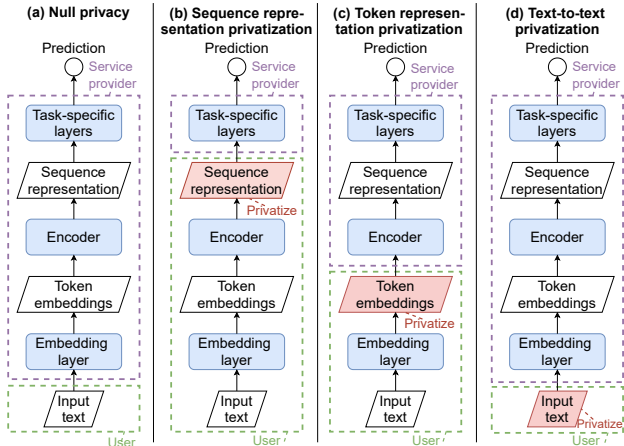 (a) Null privacy
Prediction
Service
provider
Task-specific
layers
Sequence
representation
Encoder
Token
embeddings
Embedding
layer
Input
text
User
(b) Sequence repre-
sentation privatization
Prediction
Service
provider
Task-specific
layers
Sequence
representation
Privatize
Encoder
Token
embeddings
Embedding
layer
Input
text
User
(c) Token represen-
tation privatization
Prediction
Service
provider
Task-specific
layers
Sequence
representation
Encoder
Token
embeddings
Privatize
Embedding
layer
Input
text
User
(d) Text-to-text
privatization
Prediction
Service
provider
Task-specific
layers
Sequence
representation
Encoder
Token
embeddings
Embedding
layer
Input
text
Privatize
User